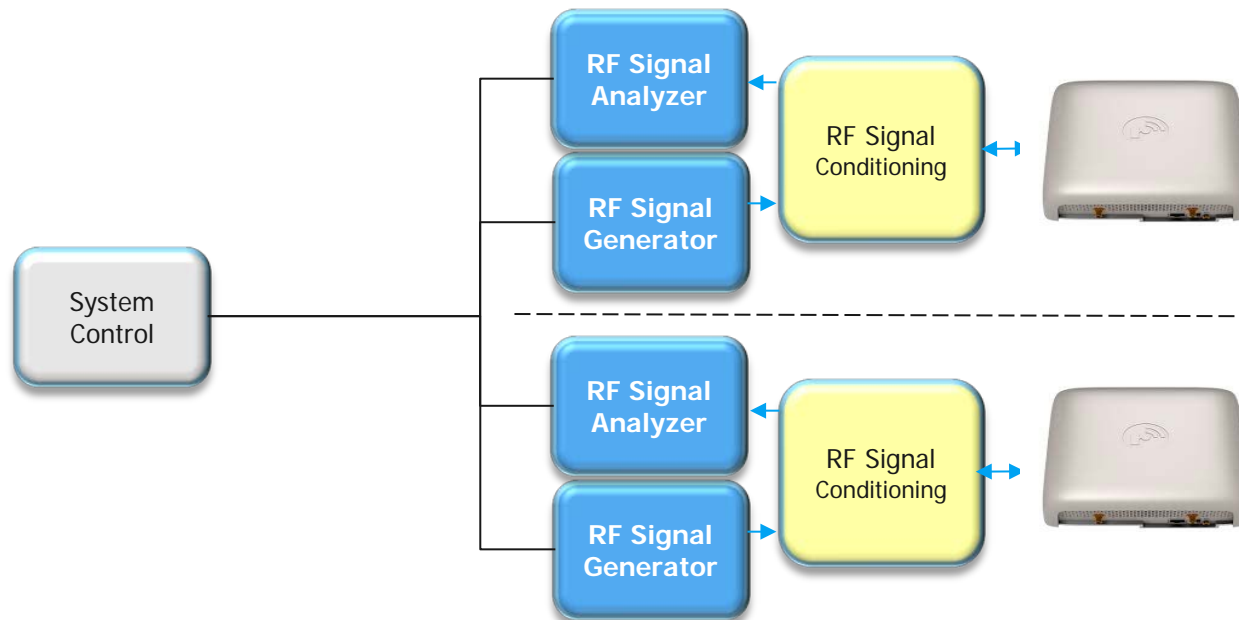 RF Signal
Analyzer
RF Signal
Conditioning
RF Signal
Generator
System
Control
RF Signal
Analyzer
RF Signal
Conditioning
RF Signal
Generator